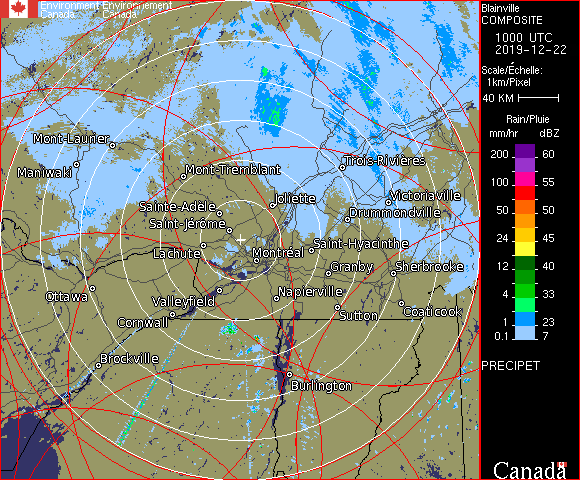 Environment Environnement
Canada Canada
Blainville
COMPOSITE
1000 UTC
2019-12-22
Scale/Échelle:
1km/Pixel
40 KM
Rain/Pluie
mm/hr dBZ
200 60
100 55
50 50
24 45
12 40
4 33
1 23
0.1 7
PRECIPET
Canada
Mont-Laurier
Maniwaki
Mont-Tremblant
Trois-Rivières
Joliette
Victoriaville
Sainte-Adèle
Drummondville
Saint-Jérôme
Saint-Hyacinthe
Lachute
Montréal
Granby
Sherbrooke
Ottawa
Valleyfield
Napierville
Cornwall
Sutton
Coaticook
Brockville
Burlington